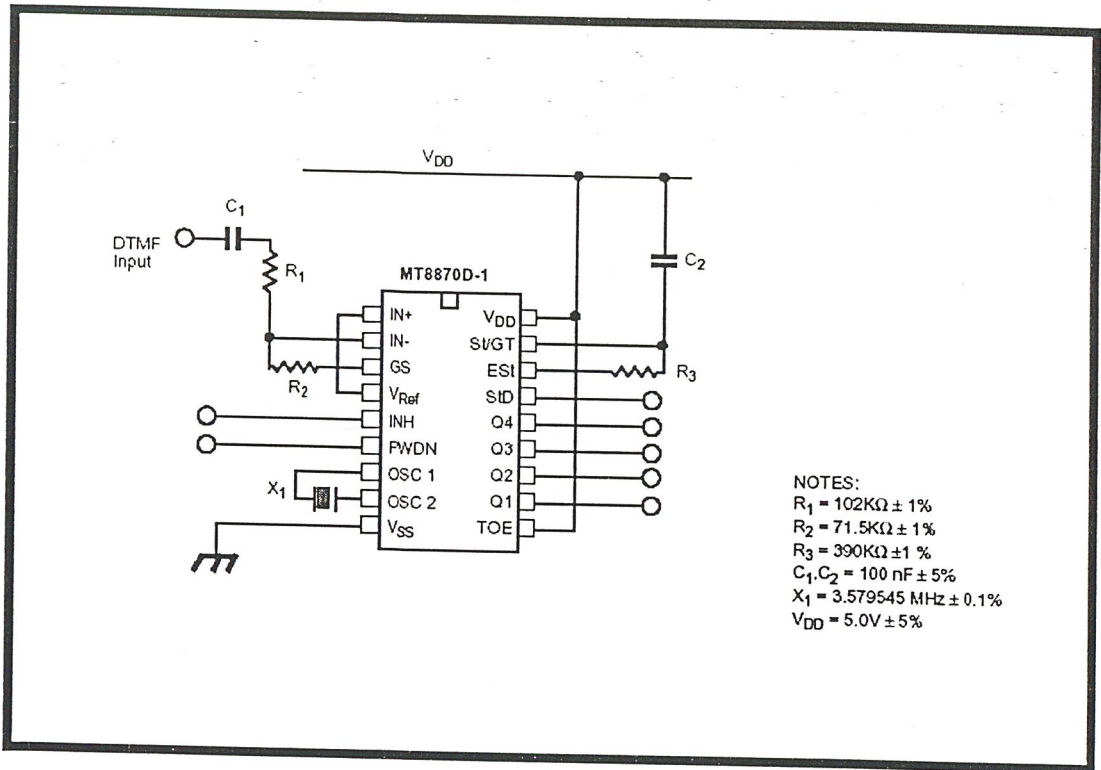 VDD
C1
DTMF
Input
R1
C2
MT8870D-1
IN+
IN-
GS
VRef
INH
PWDN
OSC 1
OSC 2
VSS
VDD
St/GT
ESt
StD
Q4
Q3
Q2
Q1
TOE
R2
R3
X1
NOTES:
R1 = 102KΩ ± 1%
R2 = 71.5KΩ ± 1%
R3 = 390KΩ ±1 %
C1,C2 = 100 nF ± 5%
X1 = 3.579545 MHz ± 0.1%
VDD = 5.0V ± 5%